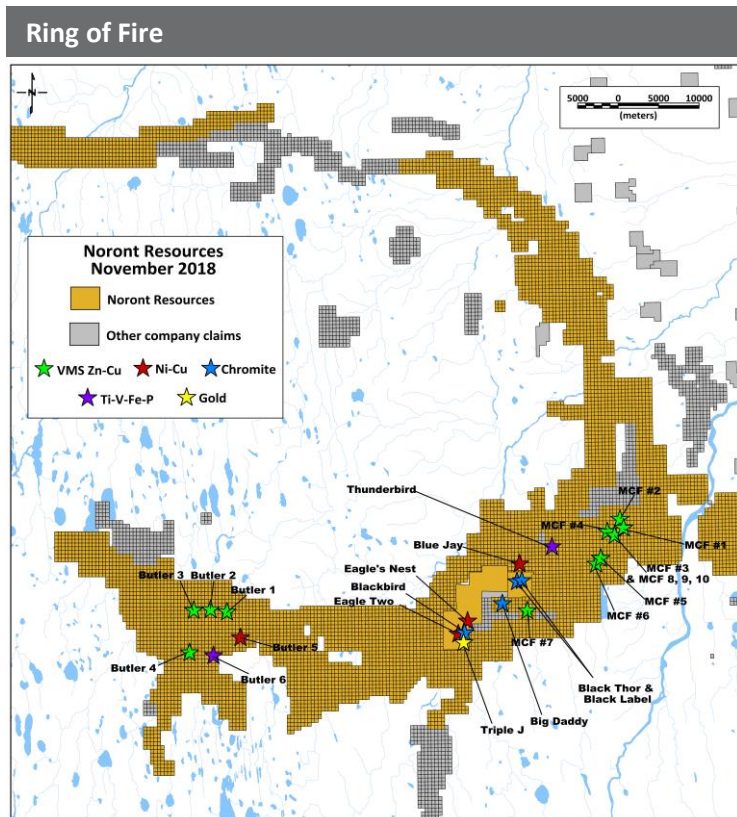 Ring of Fire
N
5000 0 5000 10000
(meters)
Noront Resources
November 2018
Noront Resources
Other company claims
VMS Zn-Cu
Ni-Cu
Chromite
Ti-V-Fe-P
Gold
Thunderbird
MCF #2
MCF #4
MCF #1
Blue Jay
MCF #3
& MCF 8, 9, 10
Eagle's Nest
MCF #5
Butler 3
Butler 2
Butler 1
Blackbird
Eagle Two
MCF #6
MCF #7
Butler 5
Butler 4
Butler 6
Black Thor &
Black Label
Big Daddy
Triple J